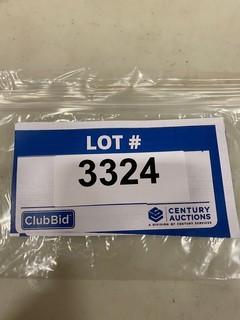 LOT #
3324
ClubBid
CENTURY
AUCTIONS
A DIVISION OF CENTURY SERVICES